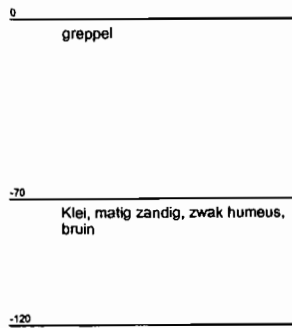 0
greppel
-70
Klei, matig zandig, zwak humeus,
bruin
-120